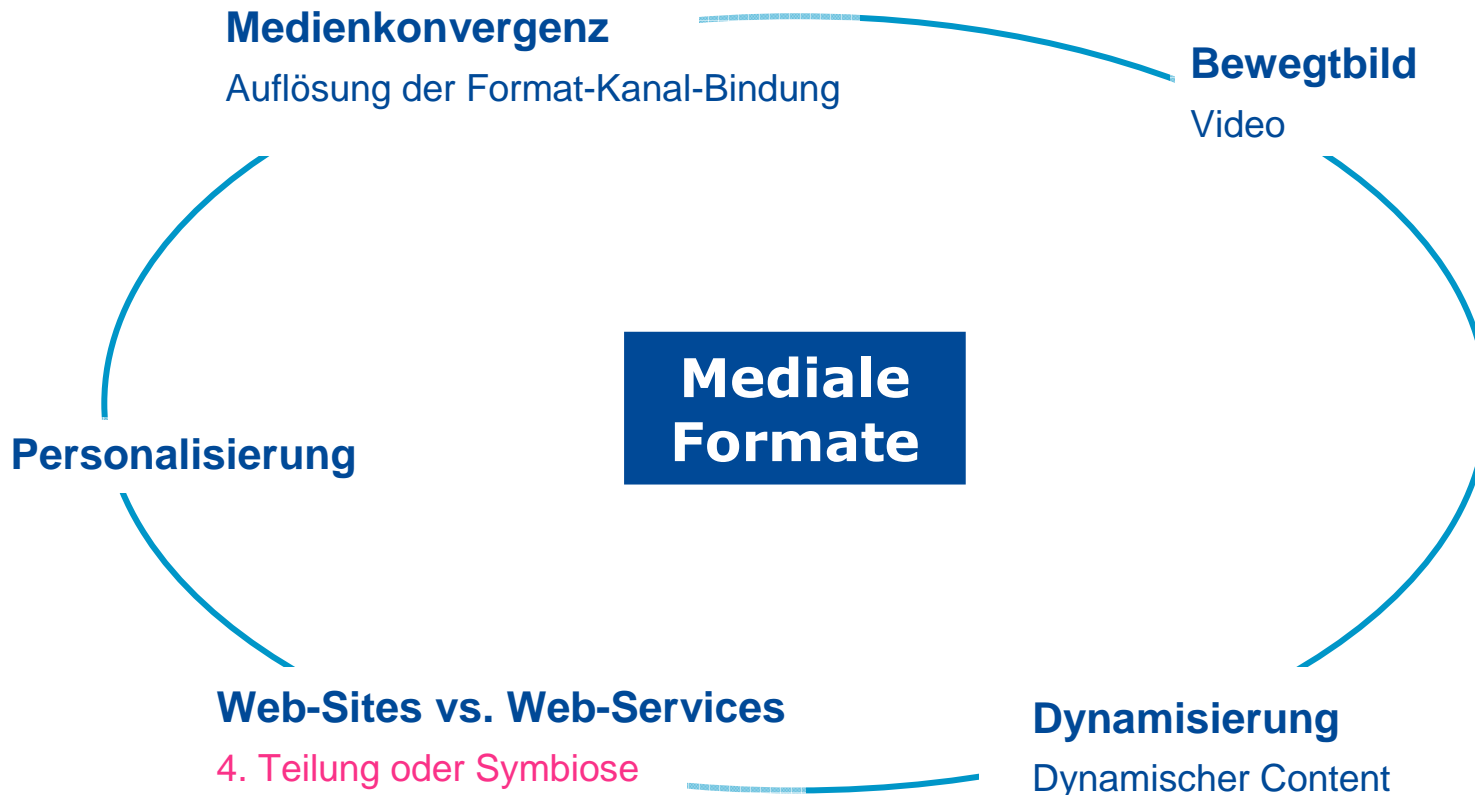 Medienkonvergenz
Auflösung der Format-Kanal-Bindung
Bewegtbild
Video
Mediale
Formate
Personalisierung
Web-Sites vs. Web-Services
4. Teilung oder Symbiose
Dynamisierung
Dynamischer Content